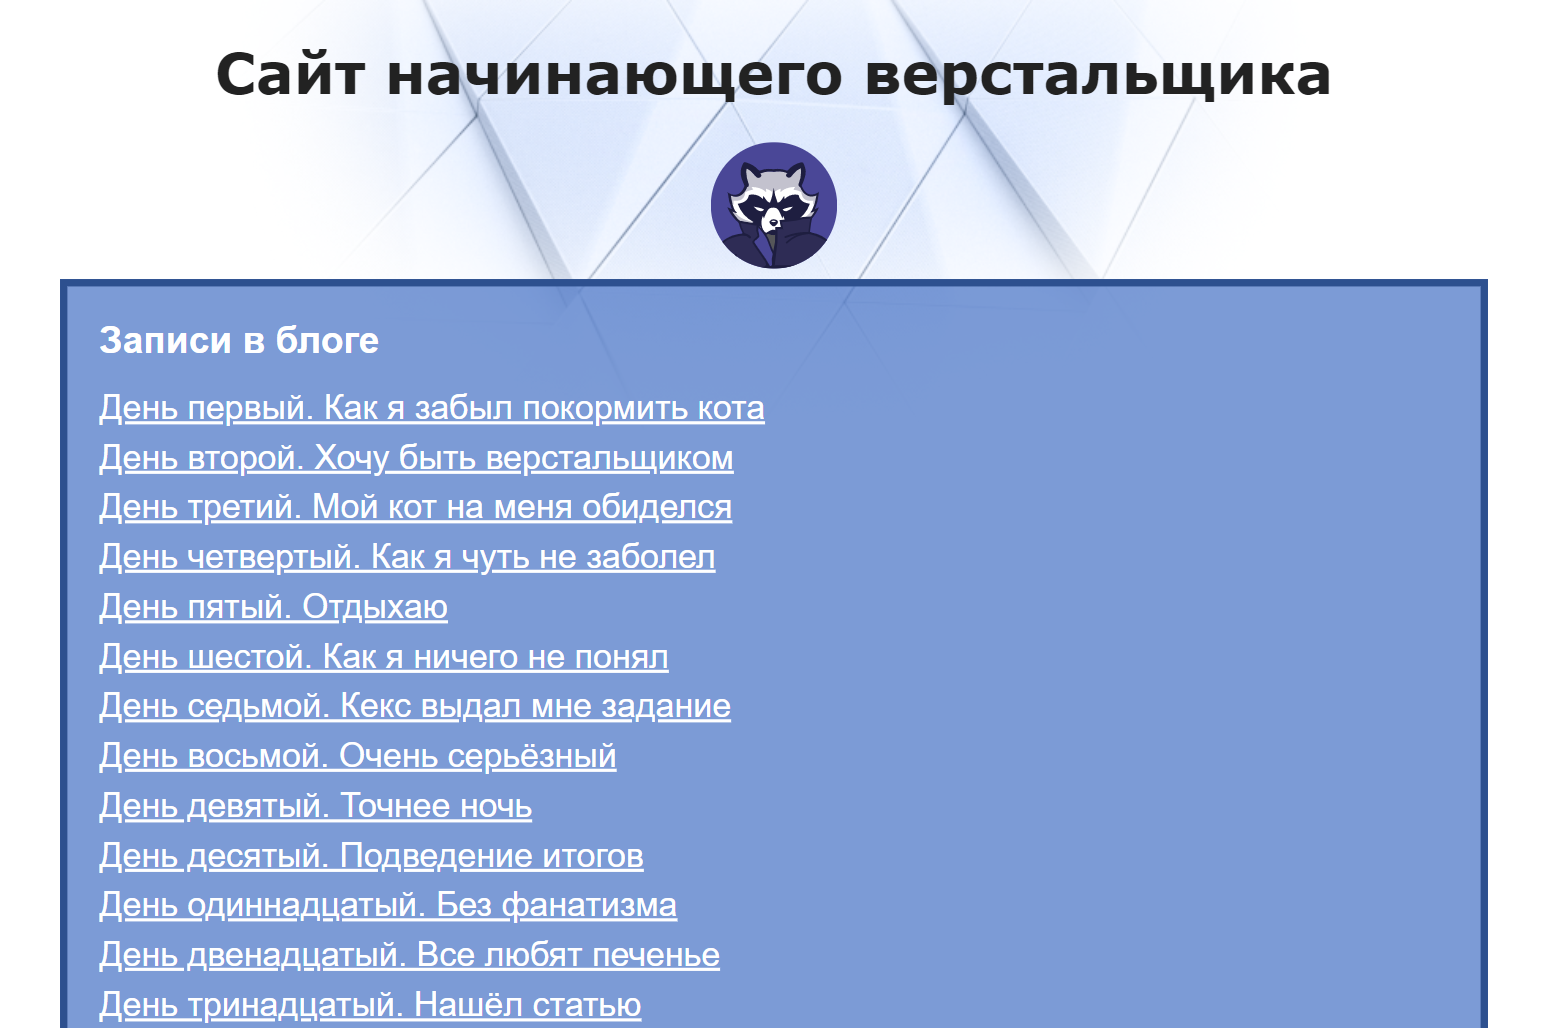 Сайт начинающего верстальщика
Записи в блоге
День первый. Как я забыл покормить кота
День второй. Хочу быть верстальщиком
День третий. Мой кот на меня обиделся
День четвертый. Как я чуть не заболел
День пятый. Отдыхаю
День шестой. Как я ничего не понял
День седьмой. Кекс выдал мне задание
День восьмой. Очень серьёзный
День девятый. Точнее ночь
День десятый. Подведение итогов
День одиннадцатый. Без фанатизма
День двенадцатый. Все любят печенье
День тринадцатый. Нашёл статью